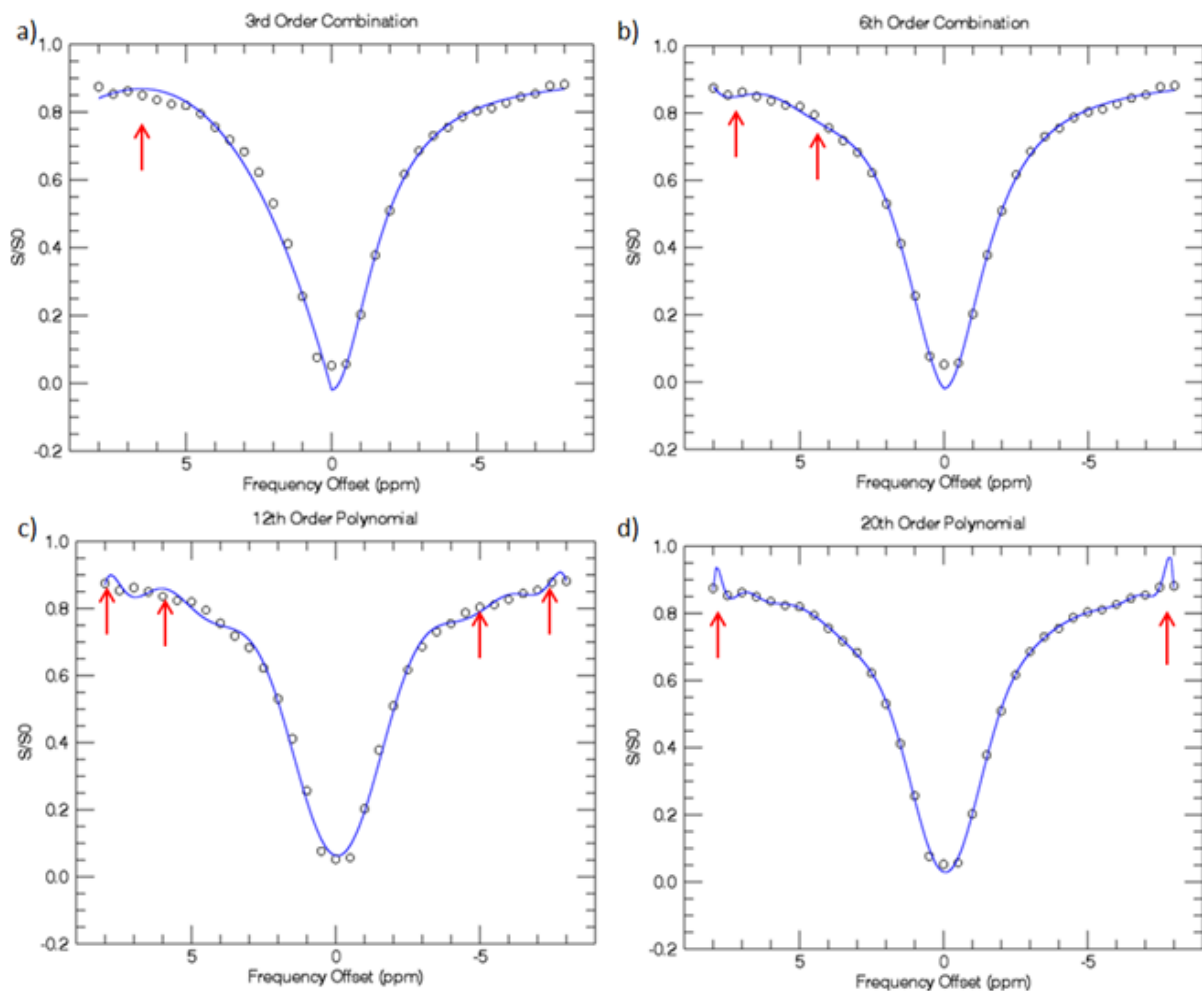 a)
3rd Order Combination
1.0
0.8
0.6
0.4
0.2
0.0
-0.2
S/S0
5 0 -5
Frequency Offset (ppm)
b)
6th Order Combination
1.0
0.8
0.6
0.4
0.2
0.0
-0.2
S/S0
5 0 -5
Frequency Offset (ppm)
c)
12th Order Polynomial
1.0
0.8
0.6
0.4
0.2
0.0
-0.2
S/S0
5 0 -5
Frequency Offset (ppm)
d)
20th Order Polynomial
1.0
0.8
0.6
0.4
0.2
0.0
-0.2
S/S0
5 0 -5
Frequency Offset (ppm)